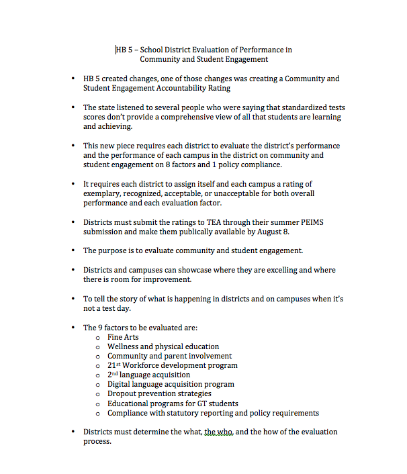 HB 5 – School District Evaluation of Performance in
Community and Student Engagement
• HB 5 created changes, one of those changes was creating a Community and
Student Engagement Accountability Rating
• The state listened to several people who were saying that standardized tests
scores don't provide a comprehensive view of all that students are learning
and achieving.
• This new piece requires each district to evaluate the district's performance
and the performance of each campus in the district on community and
student engagement on 8 factors and 1 policy compliance.
• It requires each district to assign itself and each campus a rating of
exemplary, recognized, acceptable, or unacceptable for both overall
performance and each evaluation factor.
• Districts must submit the ratings to TEA through their summer PEIMS
submission and make them publically available by August 8.
• The purpose is to evaluate community and student engagement.
• Districts and campuses can showcase where they are excelling and where
there is room for improvement.
• To tell the story of what is happening in districts and on campuses when it's
not a test day.
• The 9 factors to be evaluated are:
o Fine Arts
o Wellness and physical education
o Community and parent involvement
o 21st Workforce development program
o 2nd language acquisition
o Digital language acquisition program
o Dropout prevention strategies
o Educational programs for GT students
o Compliance with statutory reporting and policy requirements
• Districts must determine the what, the who, and the how of the evaluation
process.